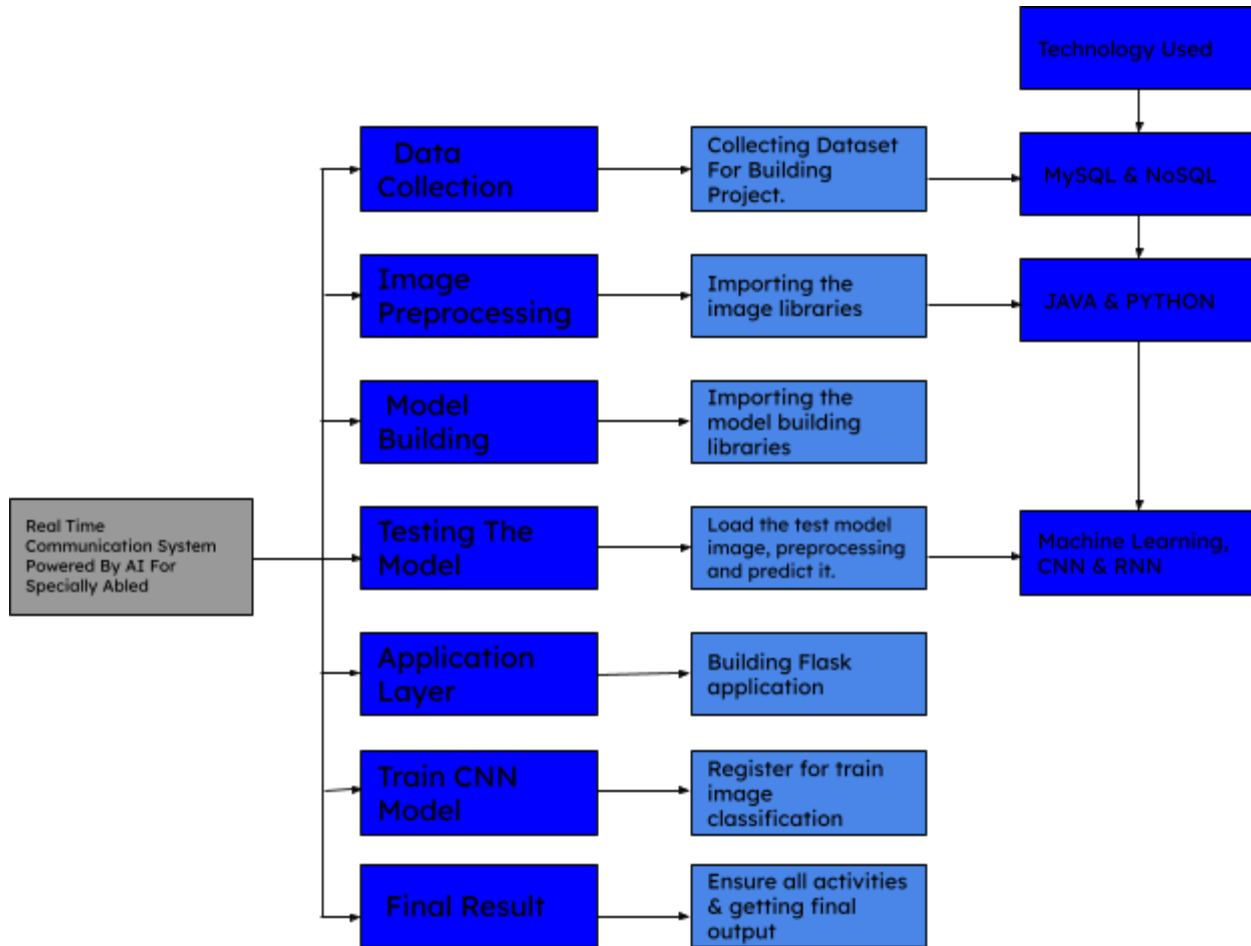 Technology Used
Data
Collection
Collecting Dataset
For Building
Project.
MySQL & NoSQL
Image
Preprocessing
Importing the
image libraries
JAVA & PYTHON
Model
Building
Importing the
model building
libraries
Real Time
Communication System
Powered By AI For
Specially Abled
Testing The
Model
Load the test model
image, preprocessing
and predict it.
Machine Learning,
CNN & RNN
Application
Layer
Building Flask
application
Train CNN
Model
Register for train
image
classification
Final Result
Ensure all activities
& getting final
output